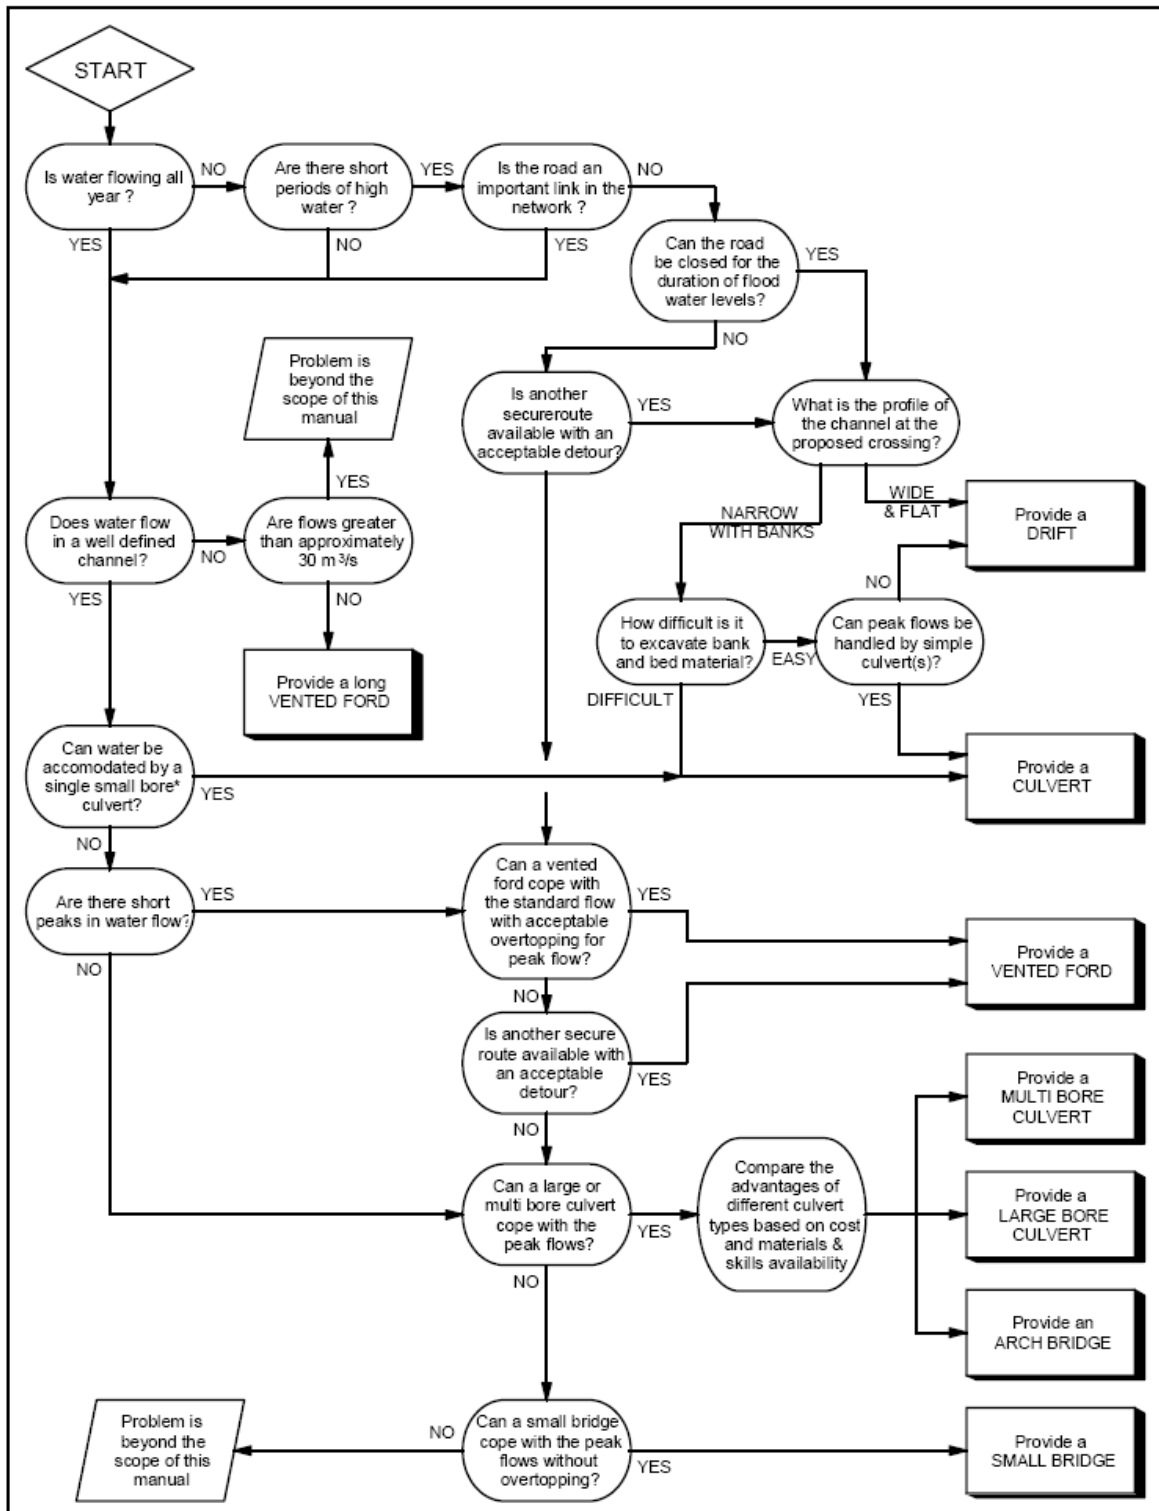 START
Is water flowing all
year ?
NO
Are there short
periods of high
water ?
YES
Is the road an
important link in the
network ?
NO
YES
NO
YES
Can the road
be closed for the
duration of flood
water levels?
YES
NO
Problem is
beyond the
scope of this
manual
YES
Is another
secureroute
available with an
acceptable detour?
YES
What is the profile of
the channel at the
proposed crossing?
WIDE
& FLAT
NARROW
WITH BANKS
Provide a
DRIFT
Does water flow
in a well defined
channel?
NO
Are flows greater
than approximately
30 m³/s
YES
NO
NO
How difficult is it
to excavate bank
and bed material?
EASY
Can peak flows be
handled by simple
culvert(s)?
DIFFICULT
YES
Provide a long
VENTED FORD
Can water be
accomodated by a
single small bore*
culvert?
YES
Provide a
CULVERT
NO
Are there short
peaks in water flow?
YES
Can a vented
ford cope with
the standard flow
with acceptable
overtopping for
peak flow?
YES
Provide a
VENTED FORD
NO
NO
Is another secure
route available with
an acceptable
detour?
YES
NO
Provide a
MULTI BORE
CULVERT
Can a large or
multi bore culvert
cope with the
peak flows?
YES
Compare the
advantages of
different culvert
types based on cost
and materials &
skills availability
Provide a
LARGE BORE
CULVERT
NO
Provide an
ARCH BRIDGE
Problem is
beyond the
scope of this
manual
NO
Can a small bridge
cope with the peak
flows without
overtopping?
YES
Provide a
SMALL BRIDGE